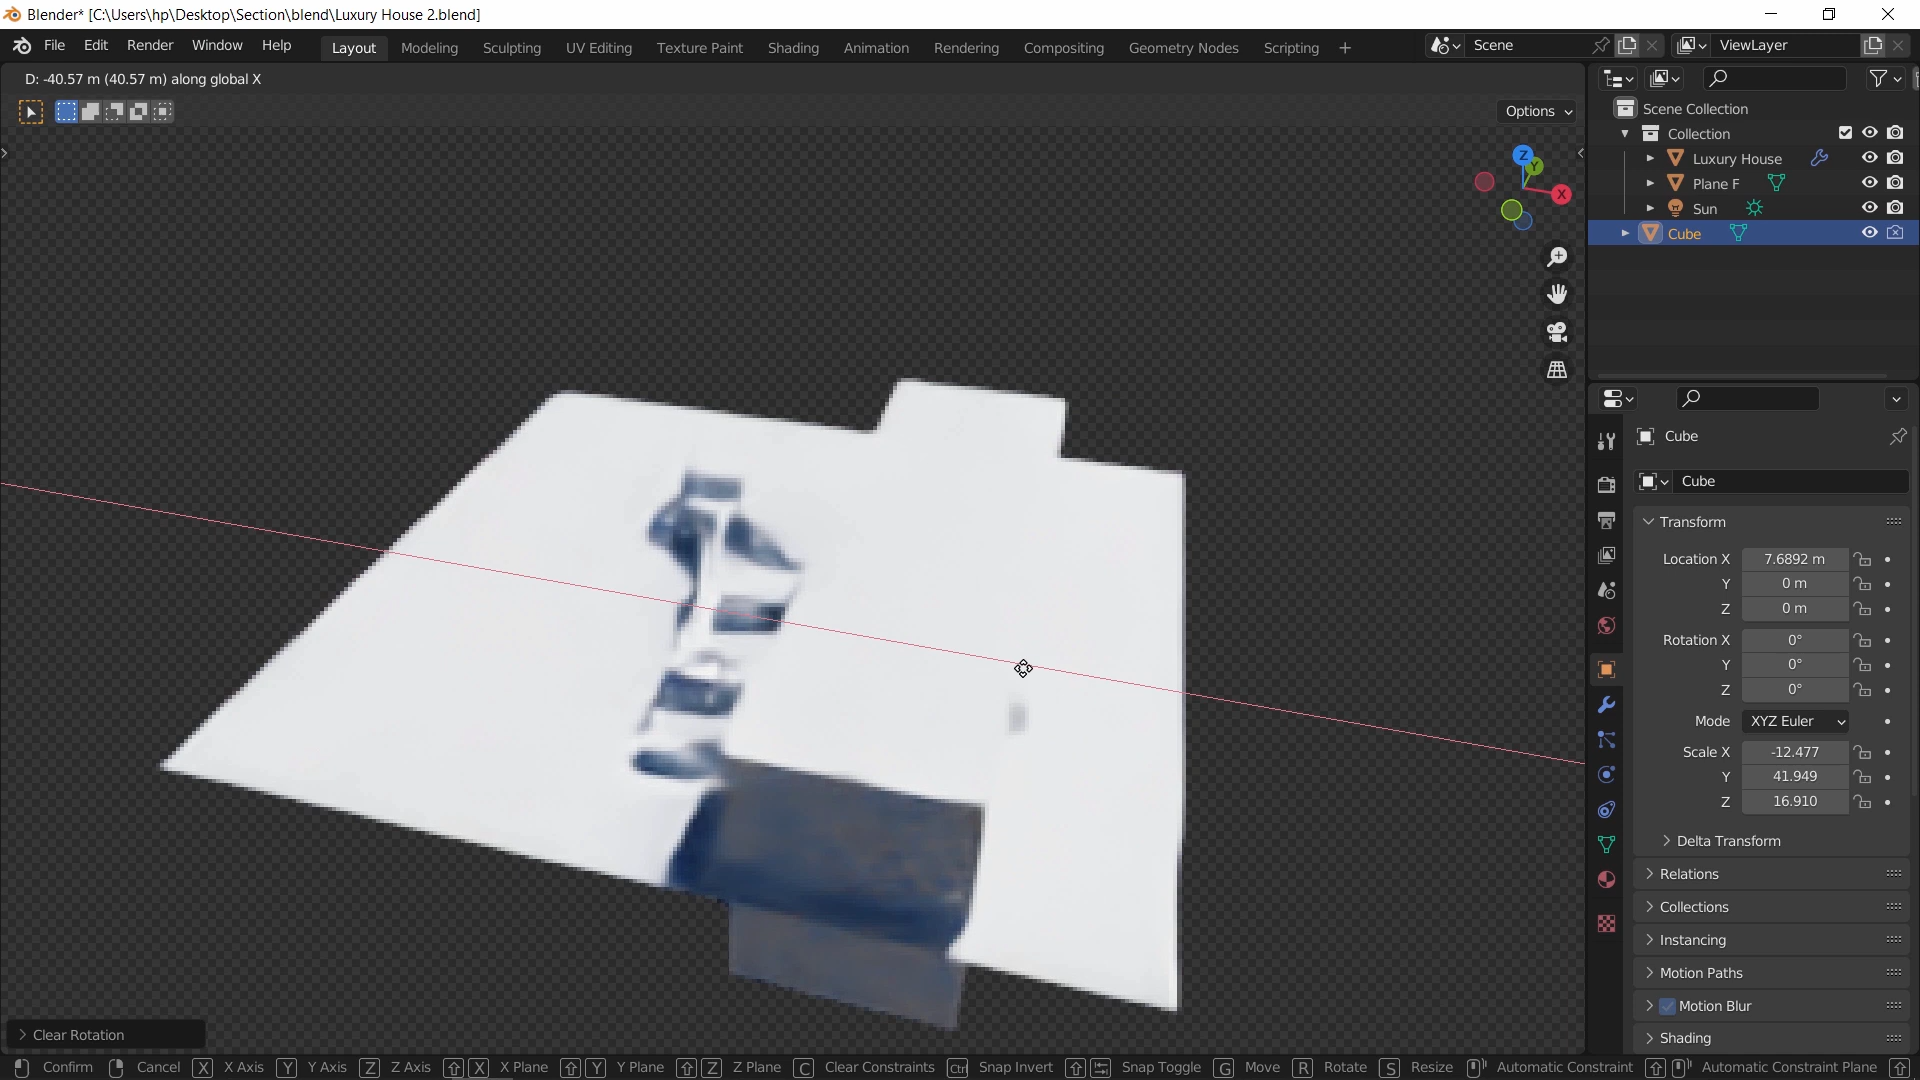 Blender* [C:\Users\hp\Desktop\Section\blend\Luxury House 2.blend]
File Edit Render Window Help Layout Modeling Sculpting UV Editing Texture Paint Shading Animation Rendering Compositing Geometry Nodes Scripting + Scene ViewLayer
D: -40.57 m (40.57 m) along global X
Options
Scene Collection
Collection
Luxury House
Plane F
Sun
Cube
Z
Y
X
Cube
Cube
Transform
Location X 7.6892 m
Y 0 m
Z 0 m
Rotation X 0°
Y 0°
Z 0°
Mode XYZ Euler
Scale X -12.477
Y 41.949
Z 16.910
Delta Transform
Relations
Collections
Instancing
Motion Paths
Motion Blur
Shading
Clear Rotation
Confirm Cancel X X Axis Y Y Axis Z Z Axis X X Plane Y Y Plane Z Z Plane C Clear Constraints Ctrl Snap Invert Snap Toggle G Move R Rotate S Resize Automatic Constraint Automatic Constraint Plane